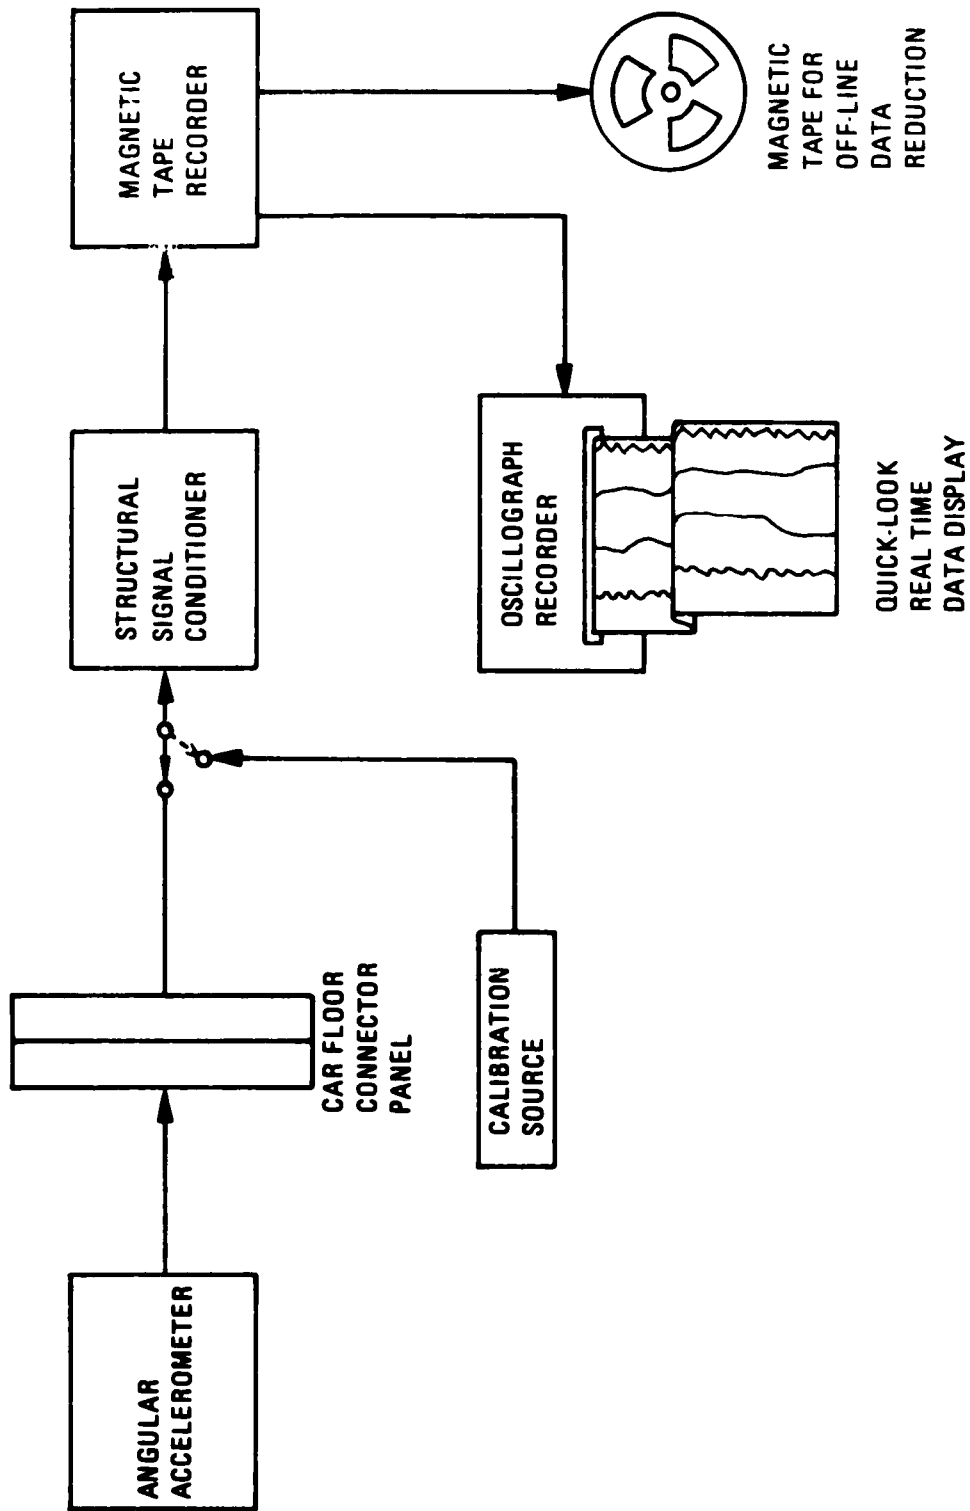 ANGULAR
ACCELEROMETER
CAR FLOOR
CONNECTOR
PANEL
STRUCTURAL
SIGNAL
CONDITIONER
MAGNETIC
TAPE
RECORDER
CALIBRATION
SOURCE
OSCILLOGRAPH
RECORDER
QUICK-LOOK
REAL TIME
DATA DISPLAY
MAGNETIC
TAPE FOR
OFF-LINE
DATA
REDUCTION